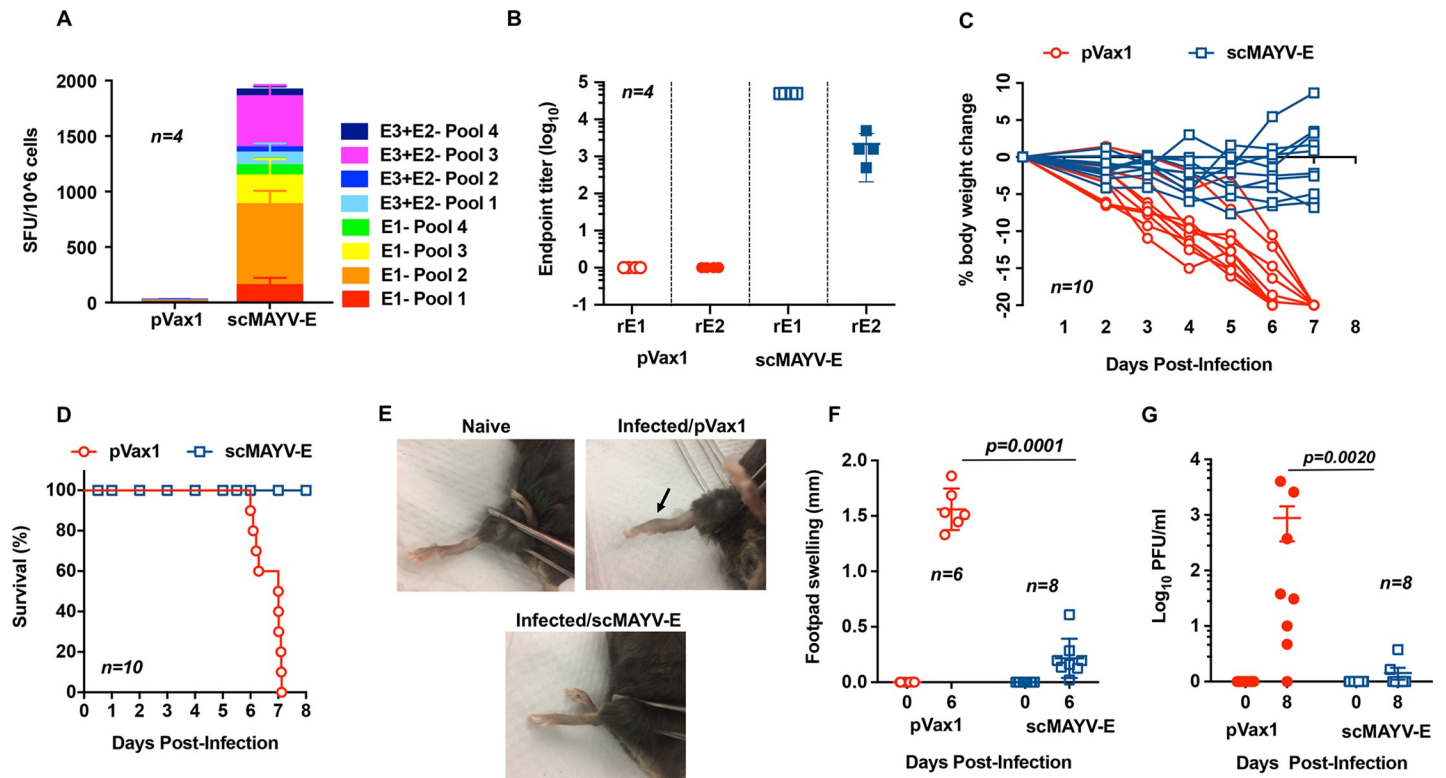 A
SFU/10^6 cells
2000
1500
1000
500
0
n=4
pVax1
scMAYV-E
E3+E2- Pool 4
E3+E2- Pool 3
E3+E2- Pool 2
E3+E2- Pool 1
E1- Pool 4
E1- Pool 3
E1- Pool 2
E1- Pool 1
B
Endpoint titer (log10)
5
4
3
2
1
0
-1
n=4
rE1 rE2 rE1 rE2
pVax1 scMAYV-E
C
pVax1 scMAYV-E
% body weight change
10
5
0
-5
-10
-15
-20
n=10
1 2 3 4 5 6 7 8
Days Post-Infection
D
pVax1 scMAYV-E
Survival (%)
100
80
60
40
20
0
n=10
0 1 2 3 4 5 6 7 8
Days Post-Infection
E
Naive
Infected/pVax1
Infected/scMAYV-E
F
p=0.0001
Footpad swelling (mm)
2.0
1.5
1.0
0.5
0.0
n=6
n=8
0 6 0 6
pVax1 scMAYV-E
Days Post-Infection
G
p=0.0020
Log10 PFU/ml
4
3
2
1
0
n=8
n=8
0 8 0 8
pVax1 scMAYV-E
Days Post-Infection